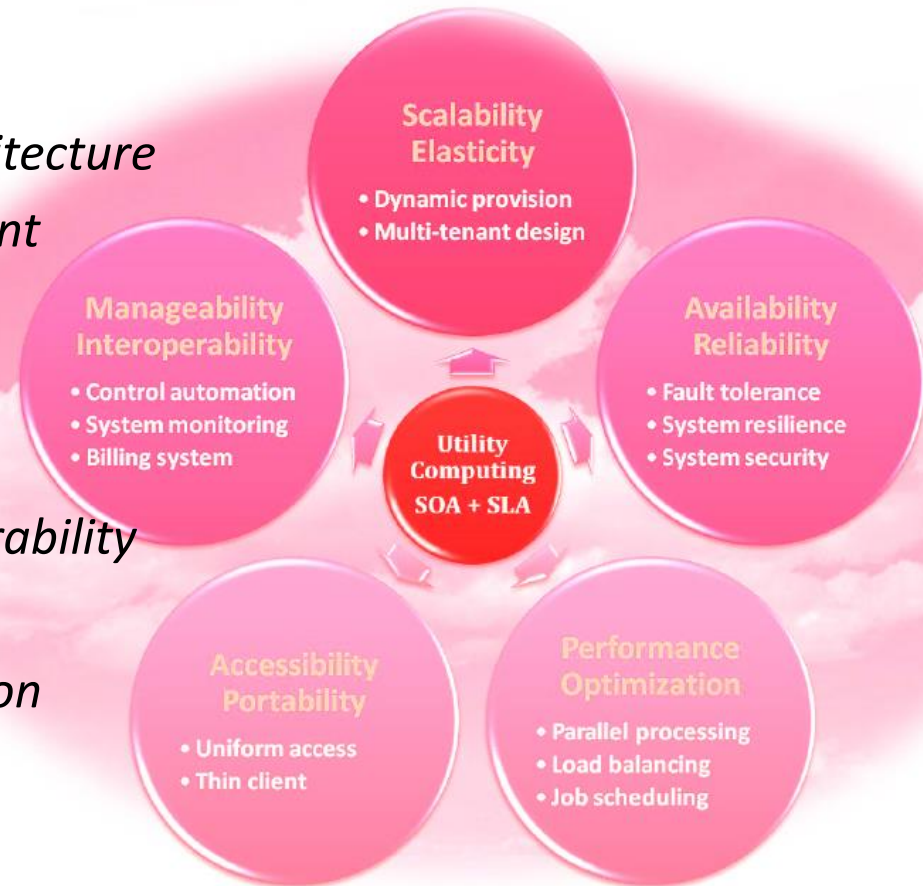 itecture
nt
rability
on
Scalability
Elasticity
• Dynamic provision
• Multi-tenant design
Manageability
Interoperability
• Control automation
• System monitoring
• Billing system
Availability
Reliability
• Fault tolerance
• System resilience
• System security
Utility
Computing
SOA + SLA
Accessibility
Portability
• Uniform access
• Thin client
Performance
Optimization
• Parallel processing
• Load balancing
• Job scheduling